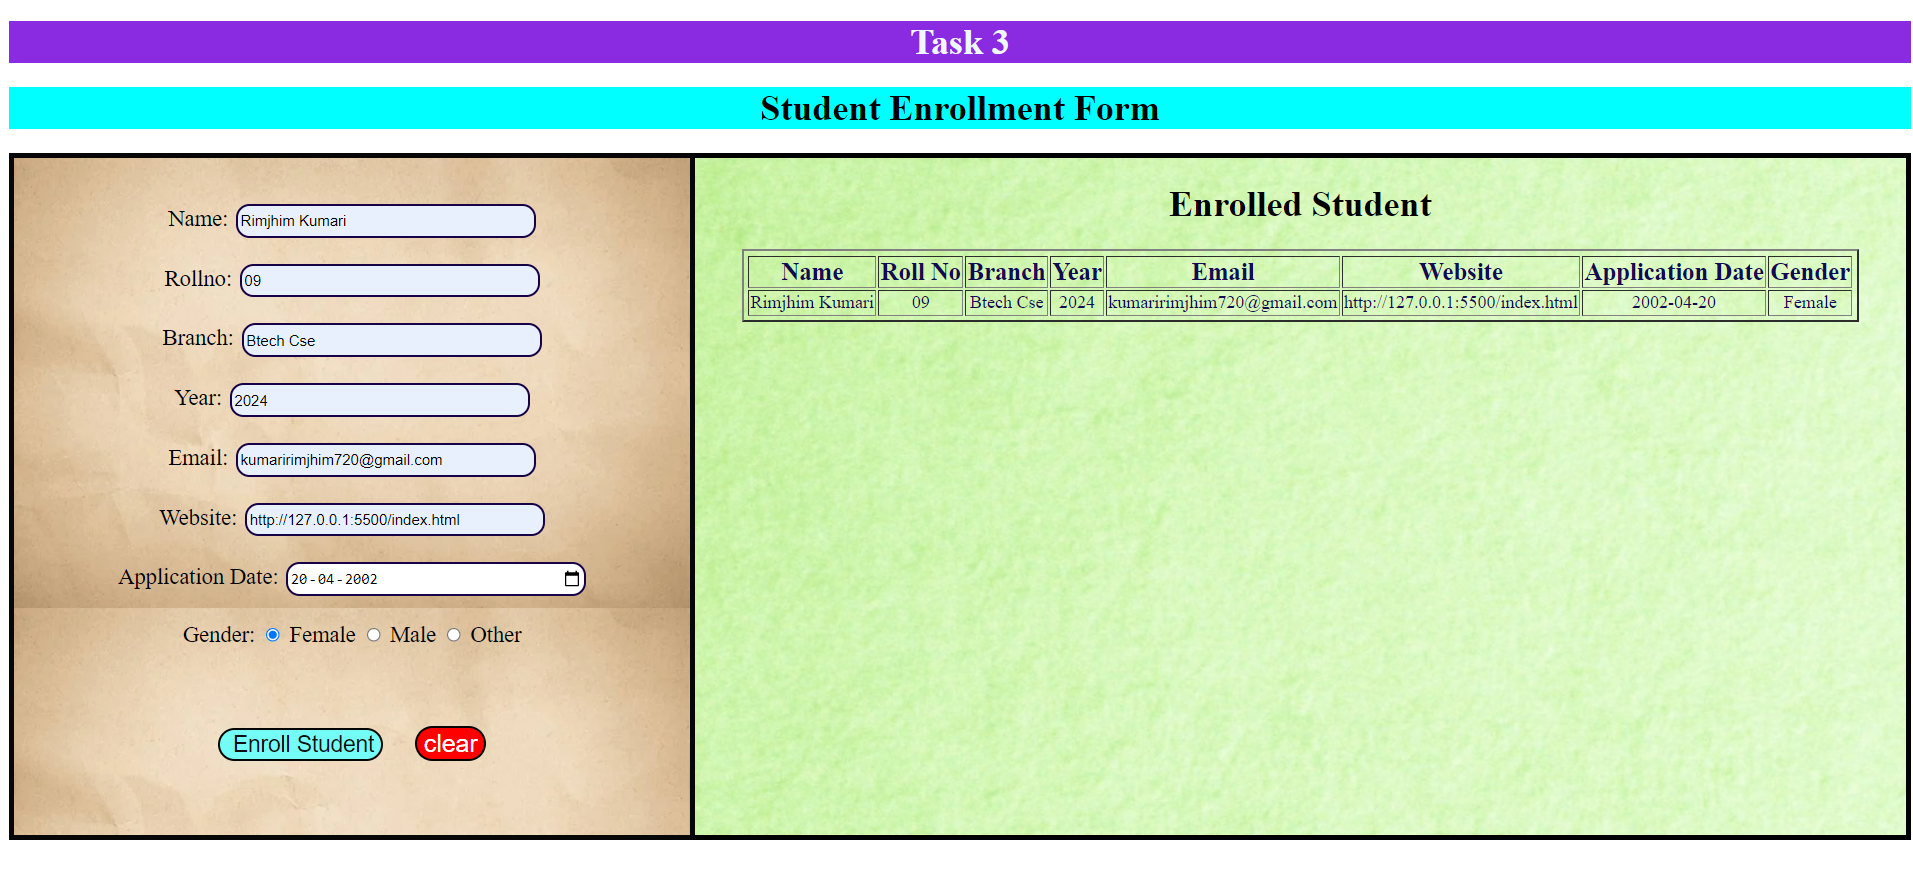 Task 3
Student Enrollment Form
Name: Rimjhim Kumari
Rollno: 09
Branch: Btech Cse
Year: 2024
Email: kumaririmjhim720@gmail.com
Website: http://127.0.0.1:5500/index.html
Application Date: 20-04-2002
Gender: Female Male Other
Enroll Student clear
Enrolled Student
Name Roll No Branch Year Email Website Application Date Gender
Rimjhim Kumari 09 Btech Cse 2024 kumaririmjhim720@gmail.com http://127.0.0.1:5500/index.html 2002-04-20 Female